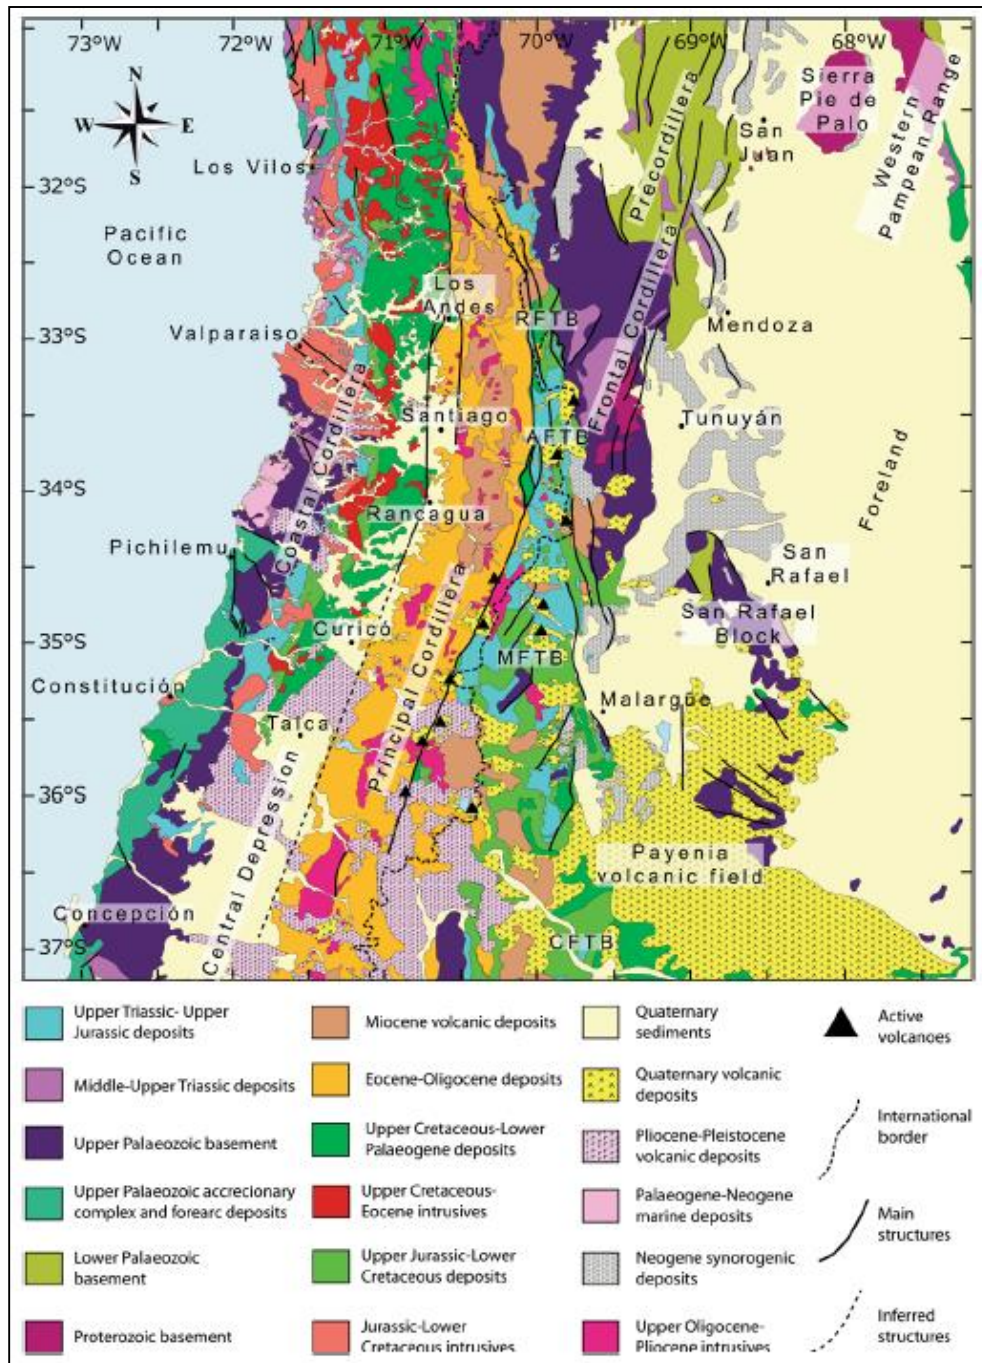 73°W
72°W
71°W
70°W
69°W
68°W
N
W E
S
Sierra
Pie de
Palo
Western
Pampean Range
Precordillera
San
Juan
Los Vilos
32°S
Pacific
Ocean
Los
Andes
RFTB
Frontal Cordillera
Mendoza
33°S
Valparaiso
Coastal Cordillera
Santiago
AFTB
Tunuyán
Foreland
34°S
Rancagua
Pichilemu
San
Rafael
San Rafael
Block
Curicó
35°S
Principal Cordillera
MFTB
Constitución
Malargüe
Talca
36°S
Central Depression
Payenia
volcanic field
Concepción
CFTB
37°S
Upper Triassic- Upper
Jurassic deposits
Middle-Upper Triassic deposits
Upper Palaeozoic basement
Upper Palaeozoic accrecionary
complex and forearc deposits
Lower Palaeozoic
basement
Proterozoic basement
Miocene volcanic deposits
Eocene-Oligocene deposits
Upper Cretaceous-Lower
Palaeogene deposits
Upper Cretaceous-
Eocene intrusives
Upper Jurassic-Lower
Cretaceous deposits
Jurassic-Lower
Cretaceous intrusives
Quaternary
sediments
Quaternary volcanic
deposits
Pliocene-Pleistocene
volcanic deposits
Palaeogene-Neogene
marine deposits
Neogene synorogenic
deposits
Upper Oligocene-
Pliocene intrusives
Active
volcanoes
International
border
Main
structures
Inferred
structures